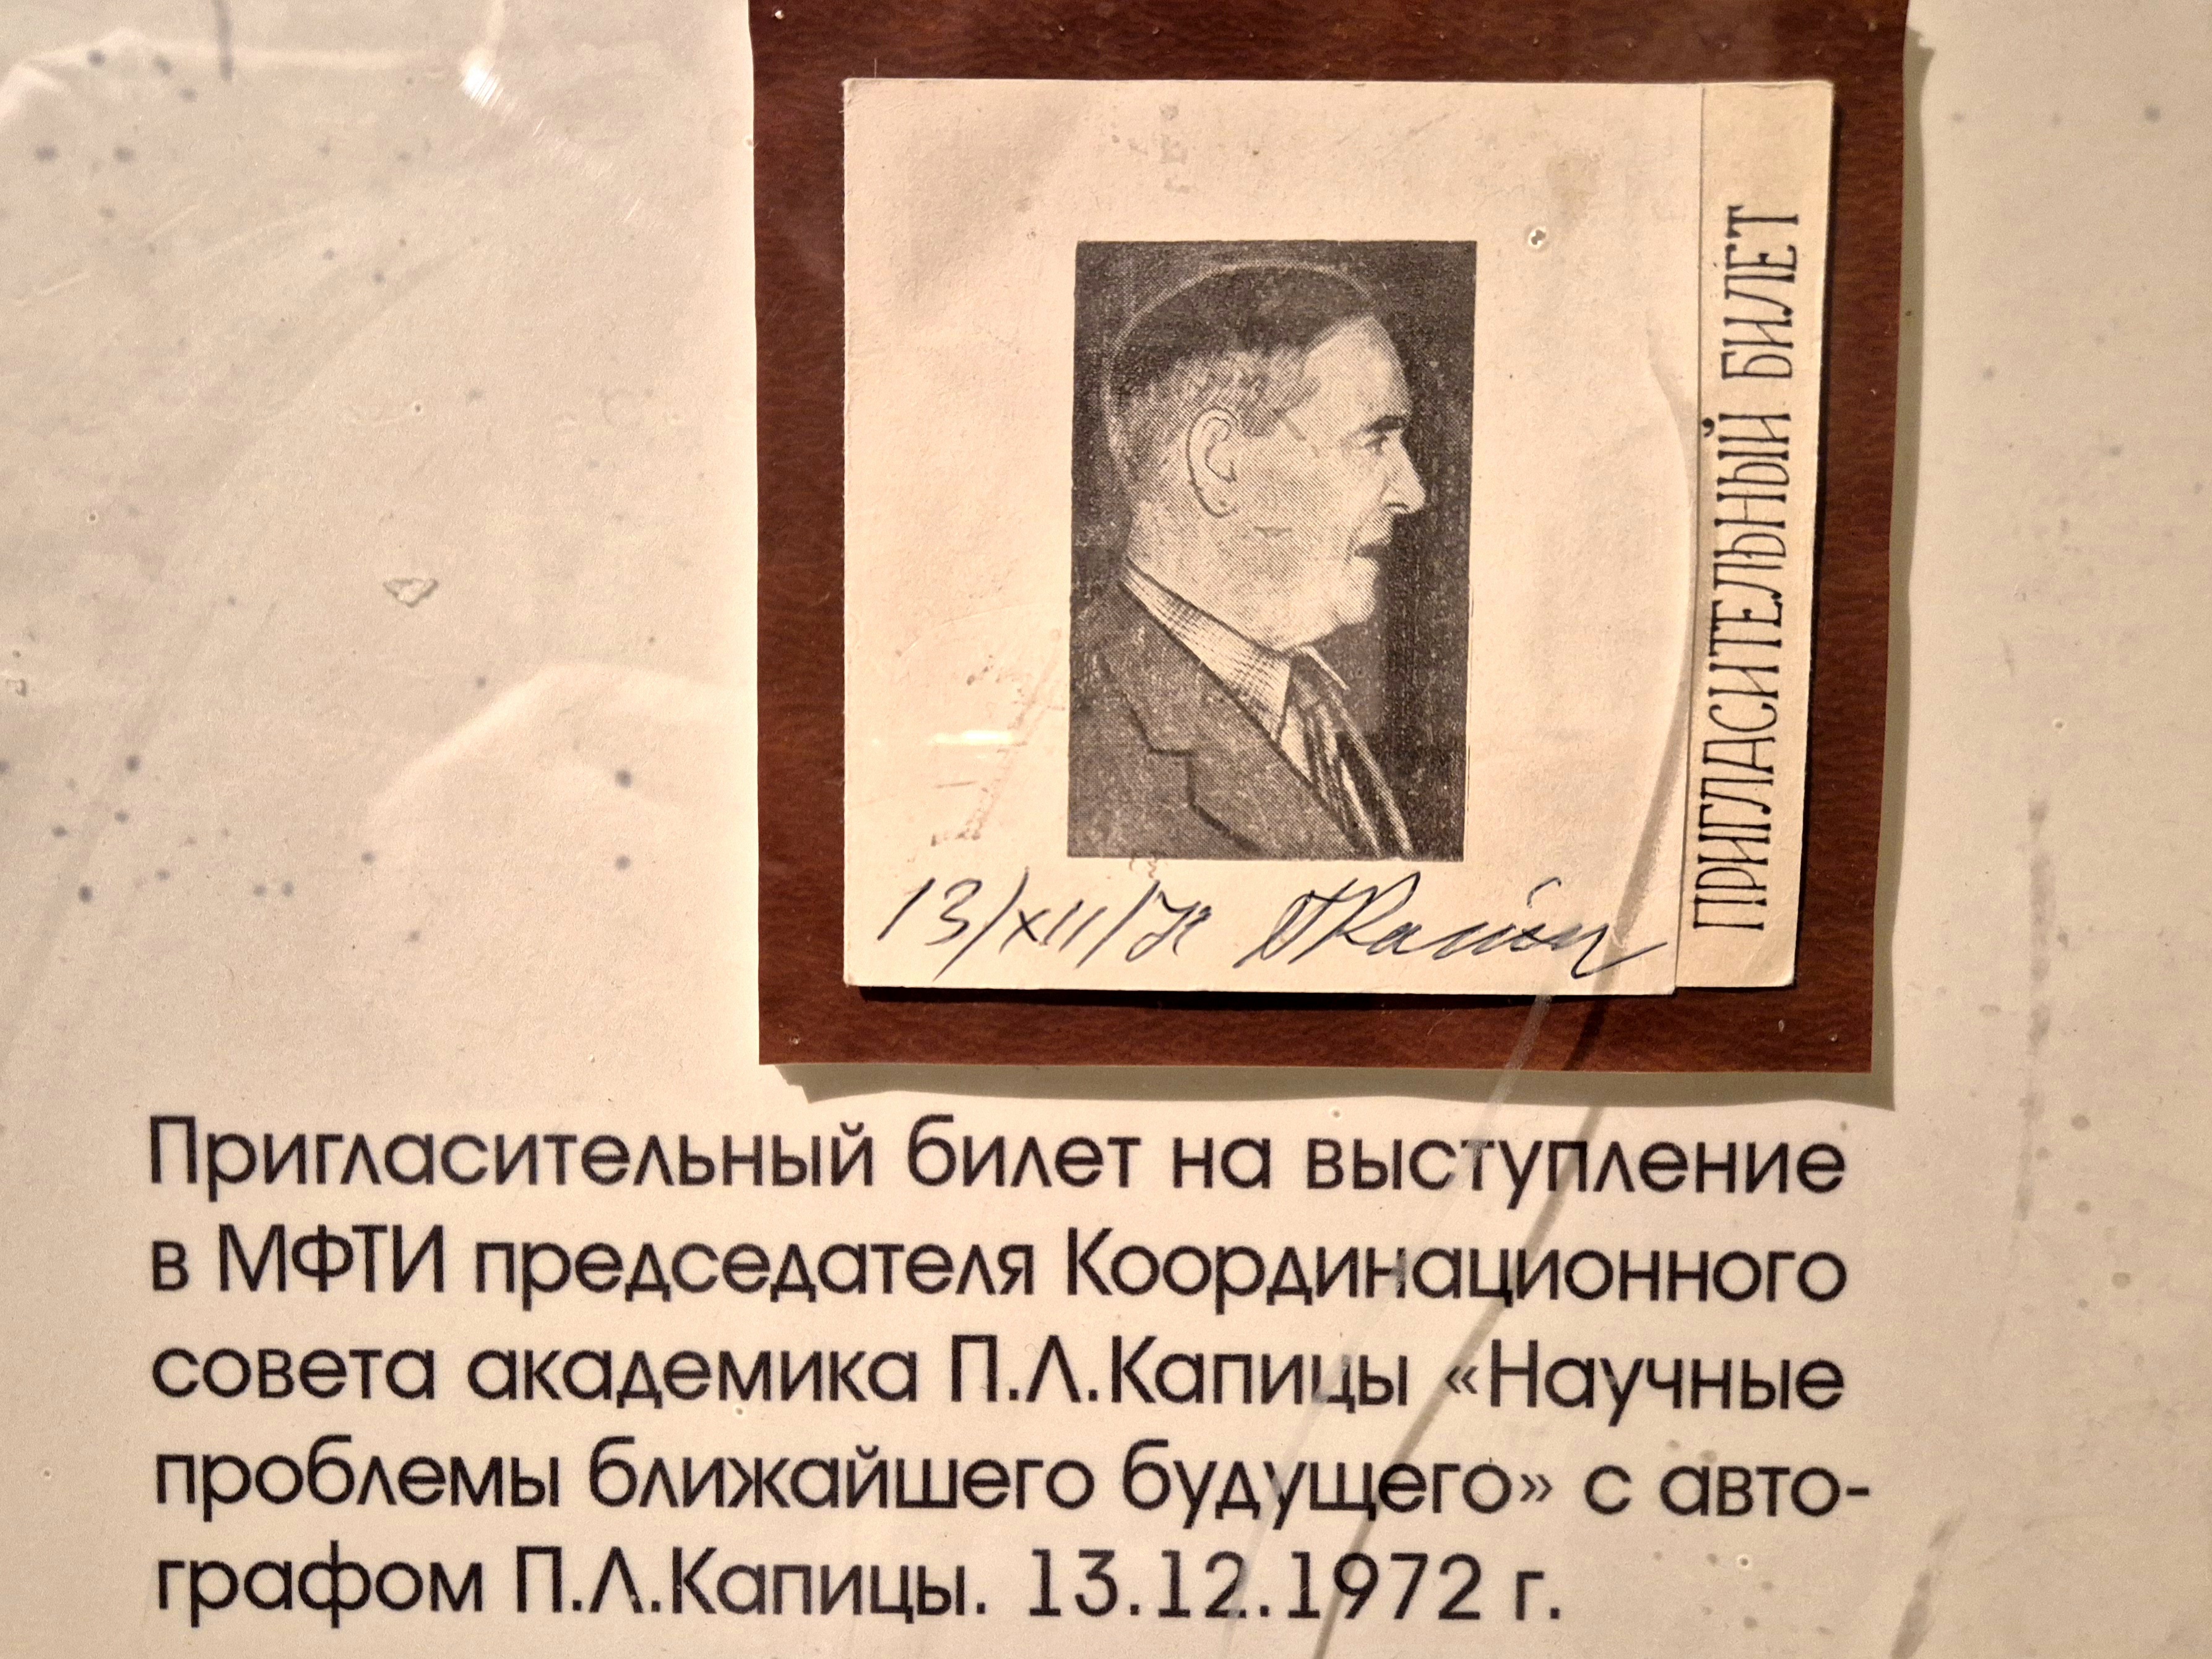 ПРИГЛАСИТЕЛЬНЫЙ БИЛЕТ
13/XII/72 ПКапица
Пригласительный билет на выступление
в МФТИ председателя Координационного
совета академика П.Л.Капицы «Научные
проблемы ближайшего будущего» с авто-
графом П.Л.Капицы. 13.12.1972 г.